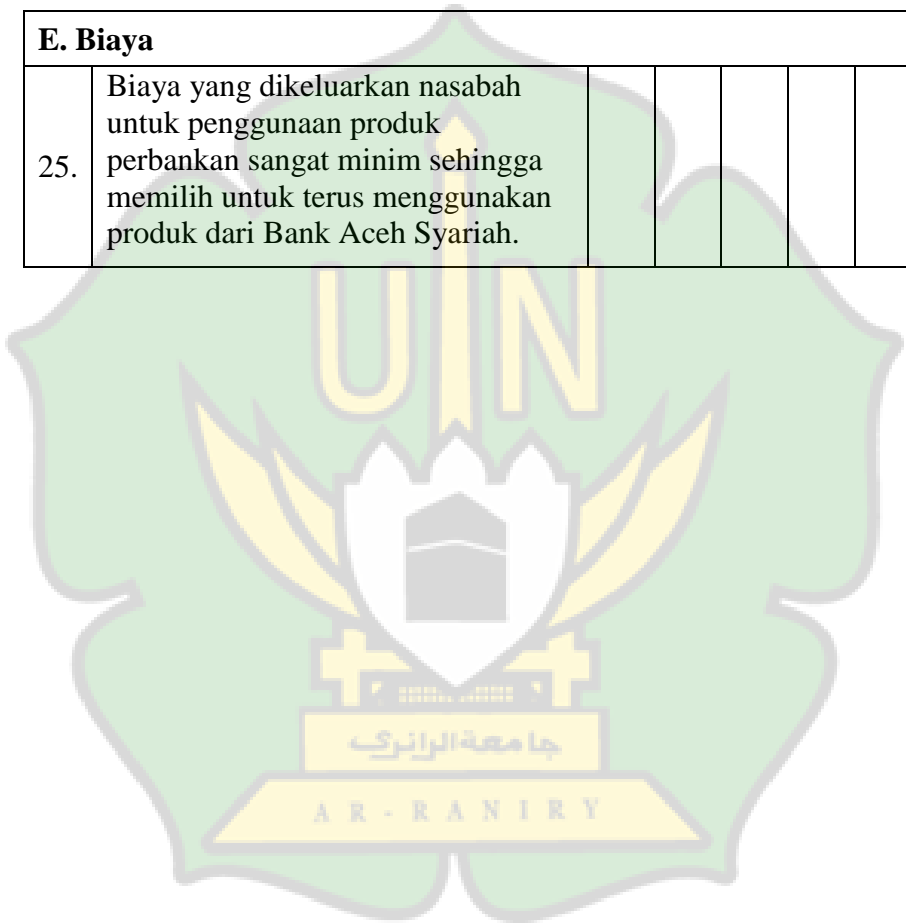 E. Biaya
25.
Biaya yang dikeluarkan nasabah
untuk penggunaan produk
perbankan sangat minim sehingga
memilih untuk terus menggunakan
produk dari Bank Aceh Syariah.
UIN
جامعة الرانري
AR-RANIRY